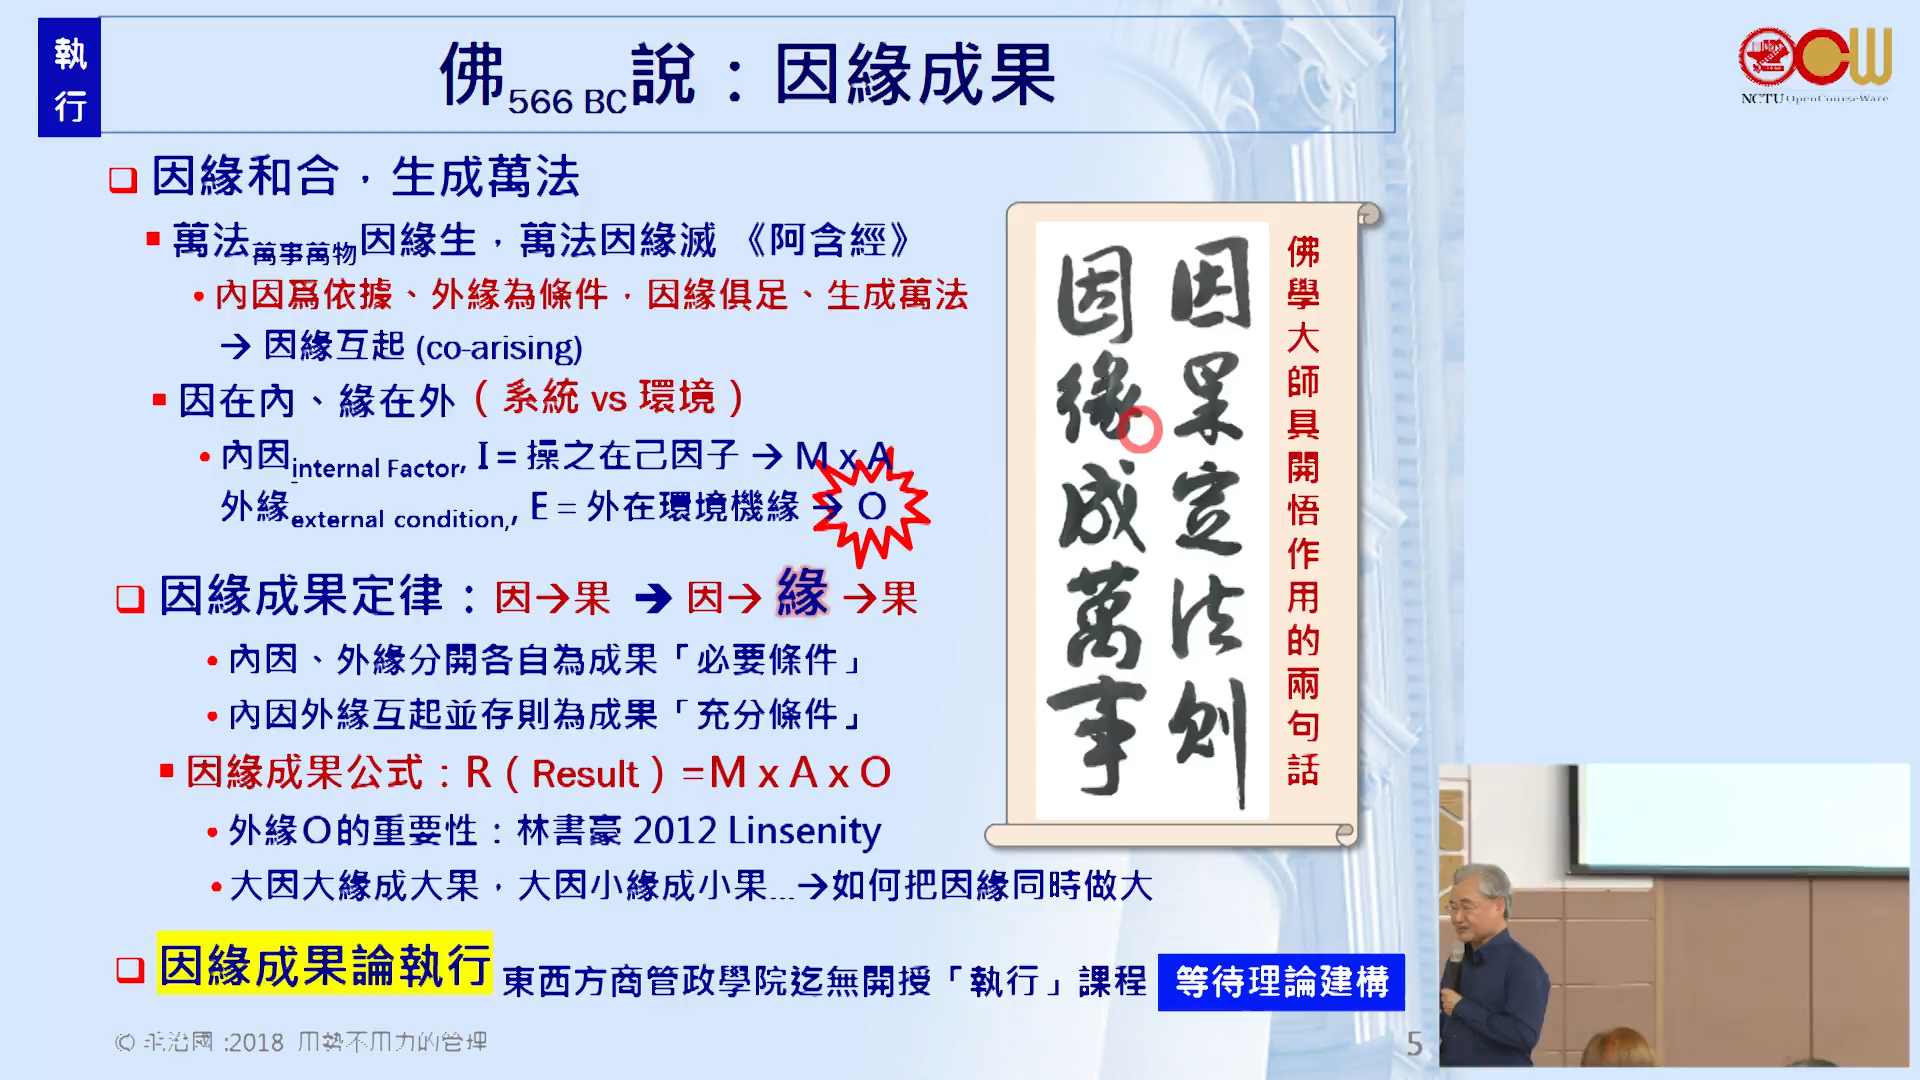 執行
佛566 BC說：因緣成果
NCTU OpenCourseWare
因緣和合，生成萬法
萬法萬事萬物因緣生，萬法因緣滅 《阿含經》
內因爲依據、外緣為條件，因緣俱足、生成萬法
→ 因緣互起 (co-arising)
因在內、緣在外（系統 vs 環境）
內因internal Factor, I = 操之在己因子 → M x A
外緣external condition,, E = 外在環境機緣 → O
因緣成果定律：因→果 → 因→ 緣 →果
內因、外緣分開各自為成果「必要條件」
內因外緣互起並存則為成果「充分條件」
因緣成果公式：R（Result）=M x A x O
外緣O的重要性：林書豪 2012 Linsenity
大因大緣成大果，大因小緣成小果...→如何把因緣同時做大
因緣成果論執行 東西方商管政學院迄無開授「執行」課程 等待理論建構
佛學大師具開悟作用的兩句話
因果定法則
因緣成萬事
:2018 用勢不用力的管理
5